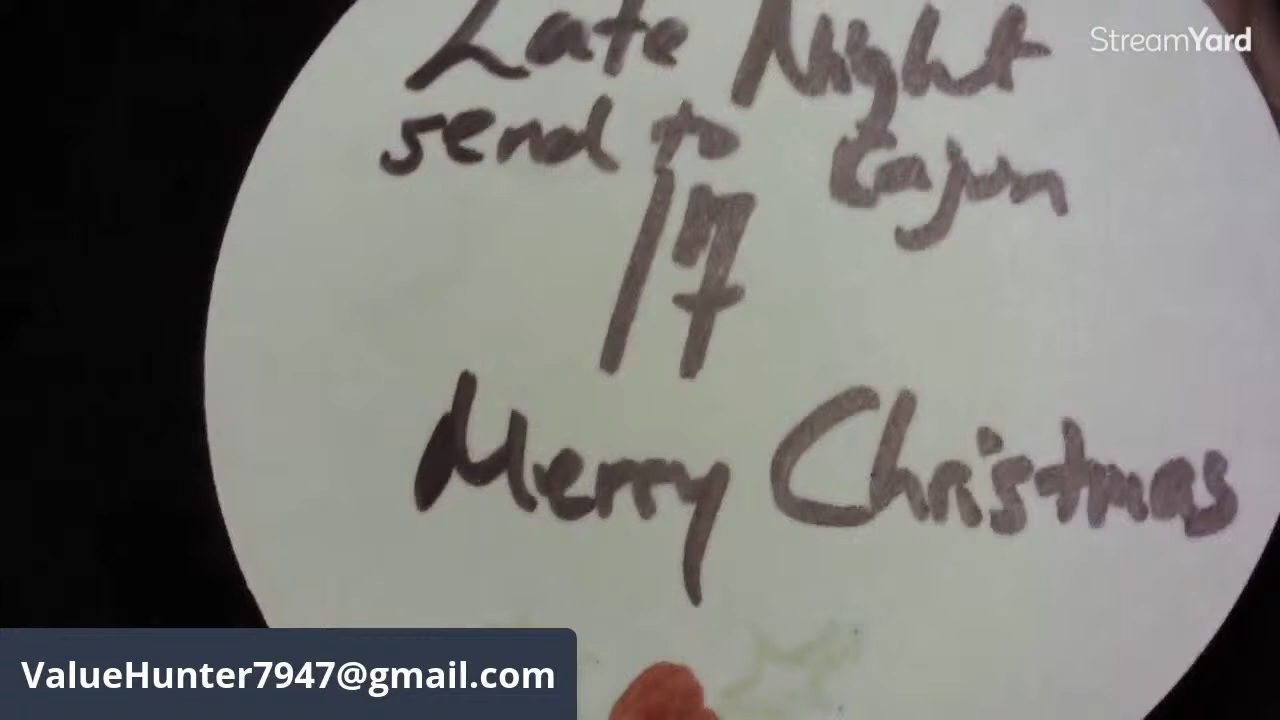 Late Night
StreamYard
send to Cajun
17
Merry Christmas
ValueHunter7947@gmail.com